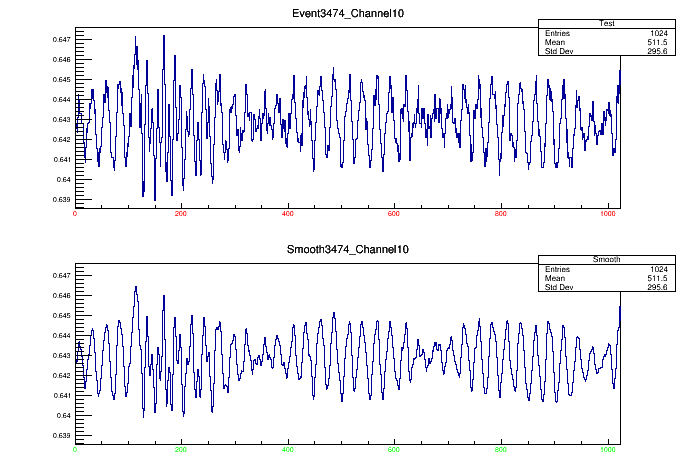 Event3474_Channel10
Test
Entries 1024
Mean 511.5
Std Dev 295.6
0.647
0.646
0.645
0.644
0.643
0.642
0.641
0.64
0.639
0 200 400 600 800 1000
Smooth3474_Channel10
Smooth
Entries 1024
Mean 511.5
Std Dev 295.6
0.647
0.646
0.645
0.644
0.643
0.642
0.641
0.64
0.639
0 200 400 600 800 1000